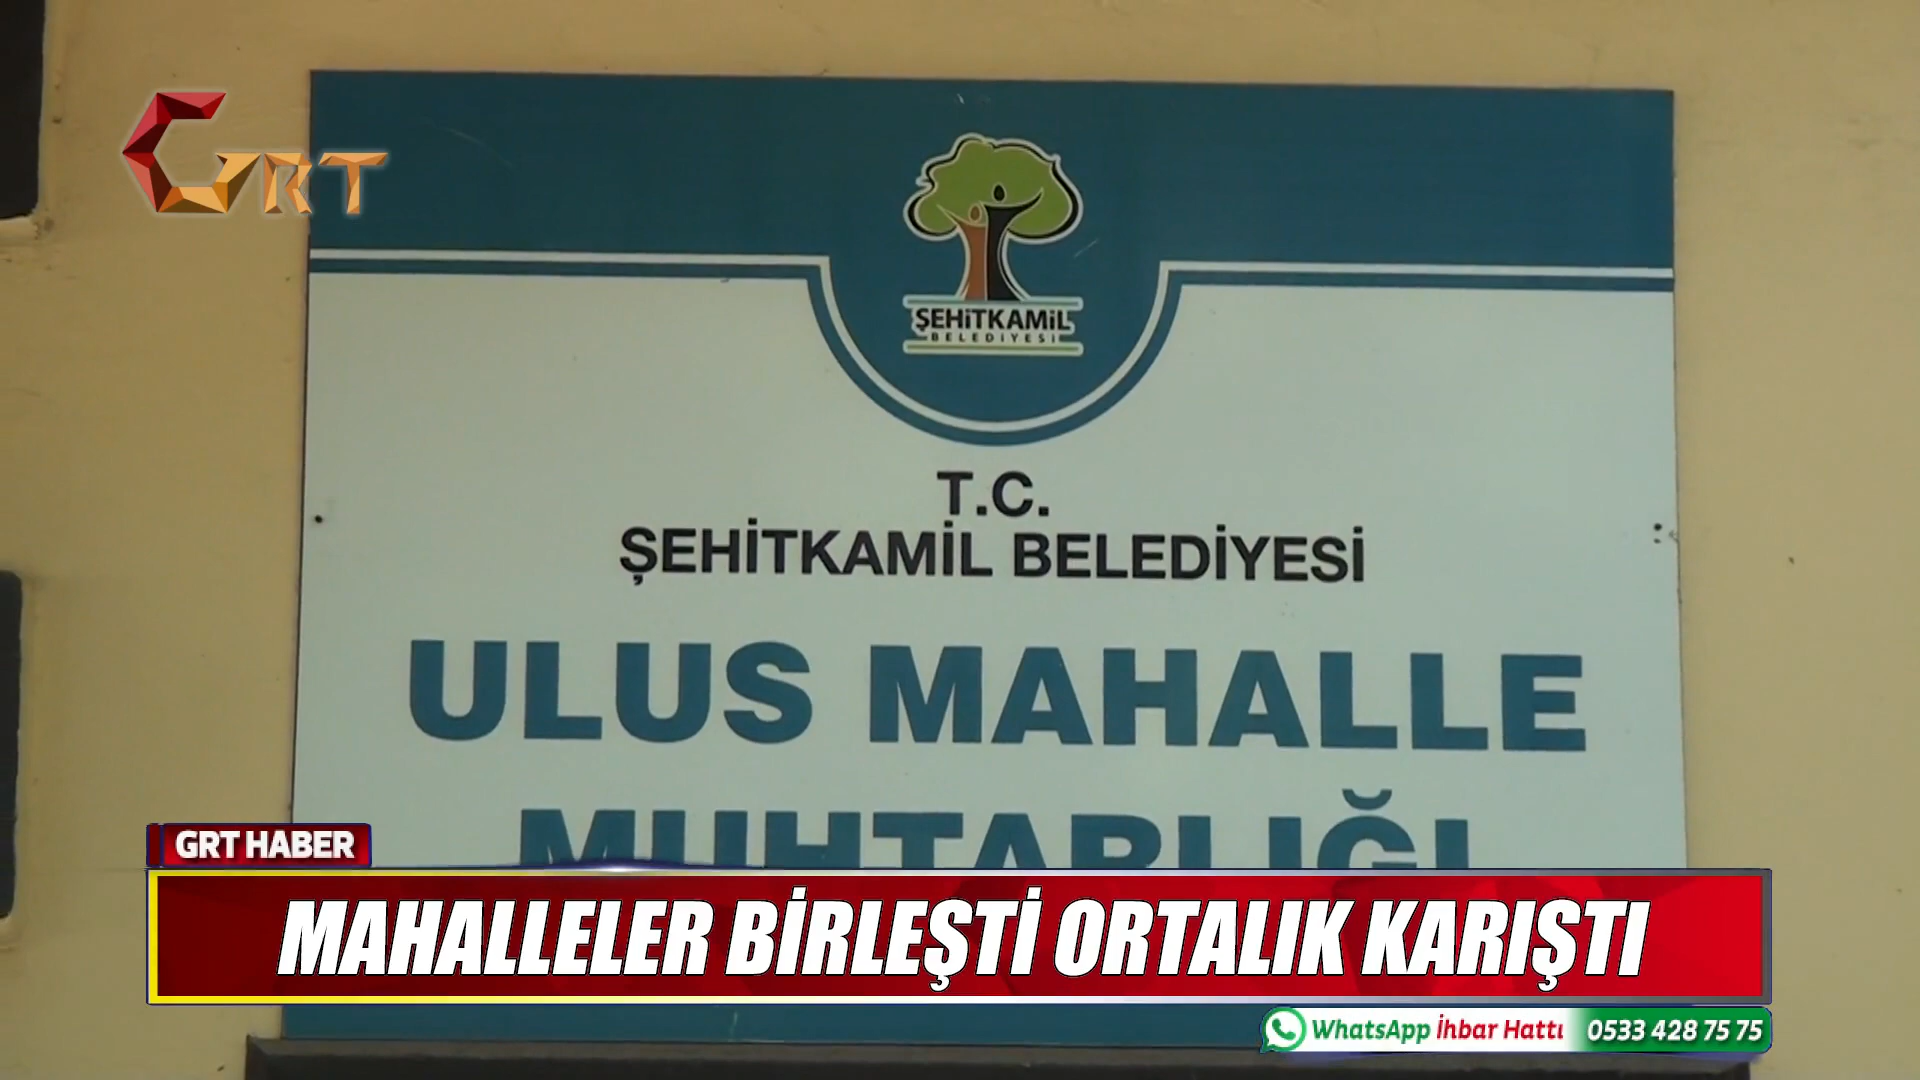 GRT
ŞEHİTKAMİL
BELEDİYESİ
T.C.
ŞEHİTKAMİL BELEDİYESİ
ULUS MAHALLE
MUHTARLIĞI
GRT HABER
MAHALLELER BİRLEŞTİ ORTALIK KARIŞTI
WhatsApp İhbar Hattı 0533 428 75 75